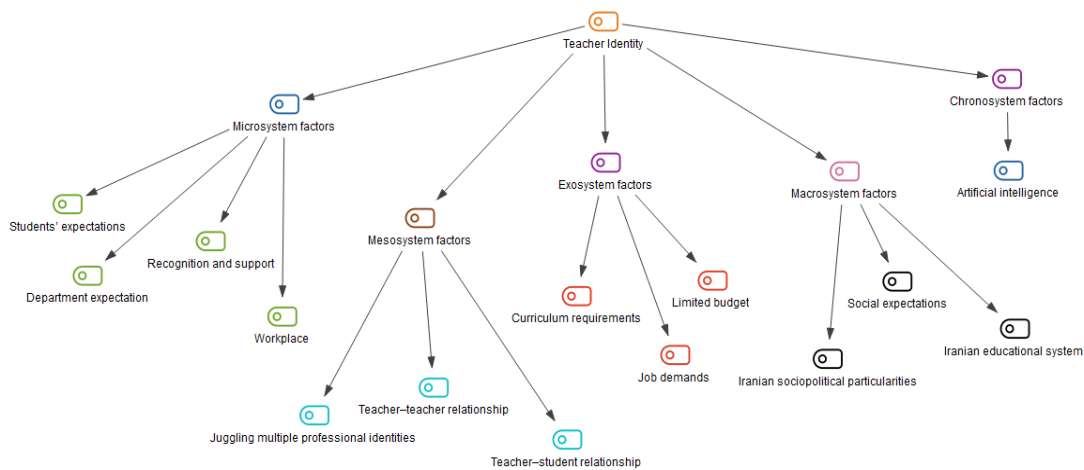 Teacher Identity
Chronosystem factors
Microsystem factors
Exosystem factors
Macrosystem factors
Artificial intelligence
Students' expectations
Mesosystem factors
Recognition and support
Department expectation
Limited budget
Social expectations
Curriculum requirements
Workplace
Iranian educational system
Job demands
Iranian sociopolitical particularities
Teacher–teacher relationship
Juggling multiple professional identities
Teacher–student relationship